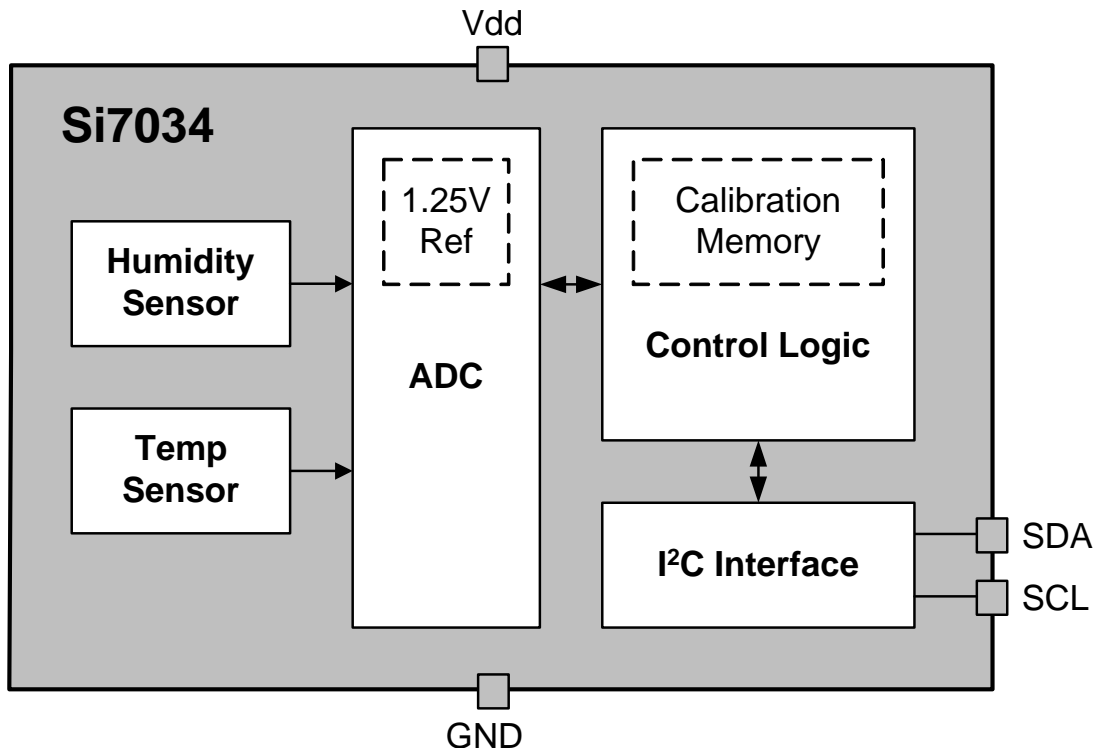 Vdd
Si7034
1.25V
Ref
Calibration
Memory
Humidity
Sensor
Control Logic
ADC
Temp
Sensor
I²C Interface
SDA
SCL
GND